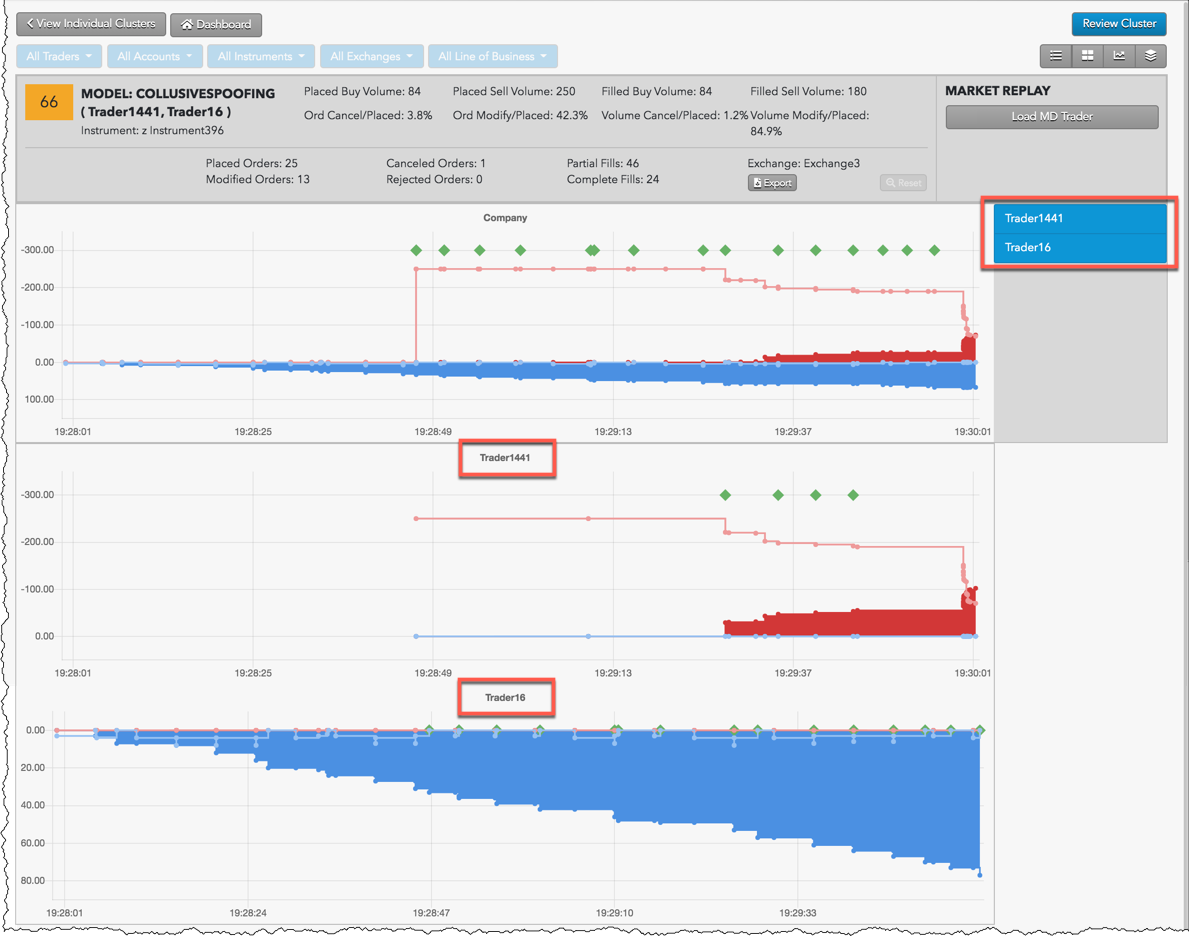 View Individual Clusters
Dashboard
Review Cluster
All Traders
All Accounts
All Instruments
All Exchanges
All Line of Business
66
MODEL: COLLUSIVESPOOFING
( Trader1441, Trader16 )
Instrument: z Instrument396
Placed Buy Volume: 84
Placed Sell Volume: 250
Filled Buy Volume: 84
Filled Sell Volume: 180
Ord Cancel/Placed: 3.8%
Ord Modify/Placed: 42.3%
Volume Cancel/Placed: 1.2%
Volume Modify/Placed:
84.9%
MARKET REPLAY
Load MD Trader
Placed Orders: 25
Canceled Orders: 1
Partial Fills: 46
Exchange: Exchange3
Modified Orders: 13
Rejected Orders: 0
Complete Fills: 24
Export
Reset
Trader1441
Trader16
Company
-300.00
-200.00
-100.00
0.00
100.00
19:28:01
19:28:25
19:28:49
19:29:13
19:29:37
19:30:01
Trader1441
-300.00
-200.00
-100.00
0.00
19:28:01
19:28:25
19:28:49
19:29:13
19:29:37
19:30:01
Trader16
0.00
20.00
40.00
60.00
80.00
19:28:01
19:28:24
19:28:47
19:29:10
19:29:33